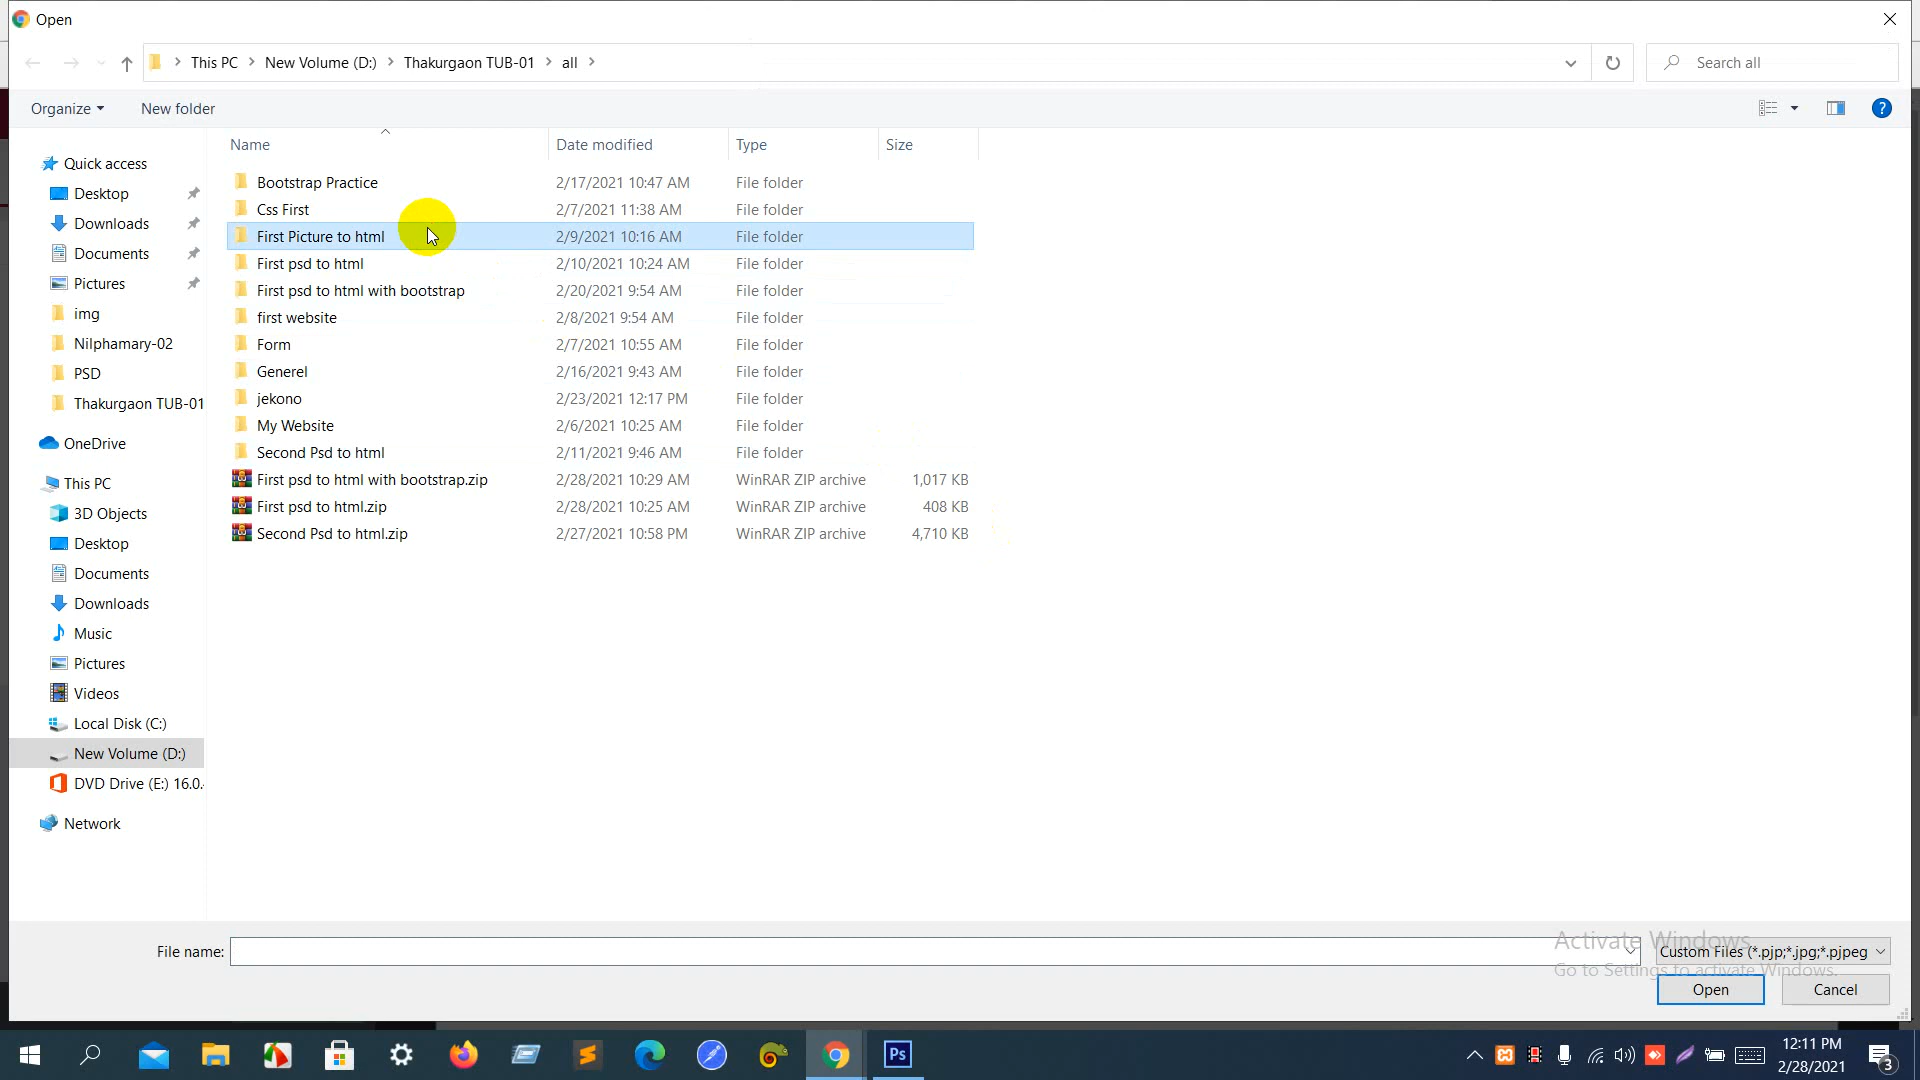 Open
This PC > New Volume (D:) > Thakurgaon TUB-01 > all >
Search all
Organize
New folder
Name Date modified Type Size
Bootstrap Practice 2/17/2021 10:47 AM File folder
Css First 2/7/2021 11:38 AM File folder
First Picture to html 2/9/2021 10:16 AM File folder
First psd to html 2/10/2021 10:24 AM File folder
First psd to html with bootstrap 2/20/2021 9:54 AM File folder
first website 2/8/2021 9:54 AM File folder
Form 2/7/2021 10:55 AM File folder
Generel 2/16/2021 9:43 AM File folder
jekono 2/23/2021 12:17 PM File folder
My Website 2/6/2021 10:25 AM File folder
Second Psd to html 2/11/2021 9:46 AM File folder
First psd to html with bootstrap.zip 2/28/2021 10:29 AM WinRAR ZIP archive 1,017 KB
First psd to html.zip 2/28/2021 10:25 AM WinRAR ZIP archive 408 KB
Second Psd to html.zip 2/27/2021 10:58 PM WinRAR ZIP archive 4,710 KB
Quick access
Desktop
Downloads
Documents
Pictures
img
Nilphamary-02
PSD
Thakurgaon TUB-01
OneDrive
This PC
3D Objects
Desktop
Documents
Downloads
Music
Pictures
Videos
Local Disk (C:)
New Volume (D:)
DVD Drive (E:) 16.0.
Network
File name:
Custom Files (*.pjp;*.jpg;*.pjpeg
Activate Windows
Go to Settings to activate Windows.
Open
Cancel
Ps
12:11 PM
2/28/2021
3